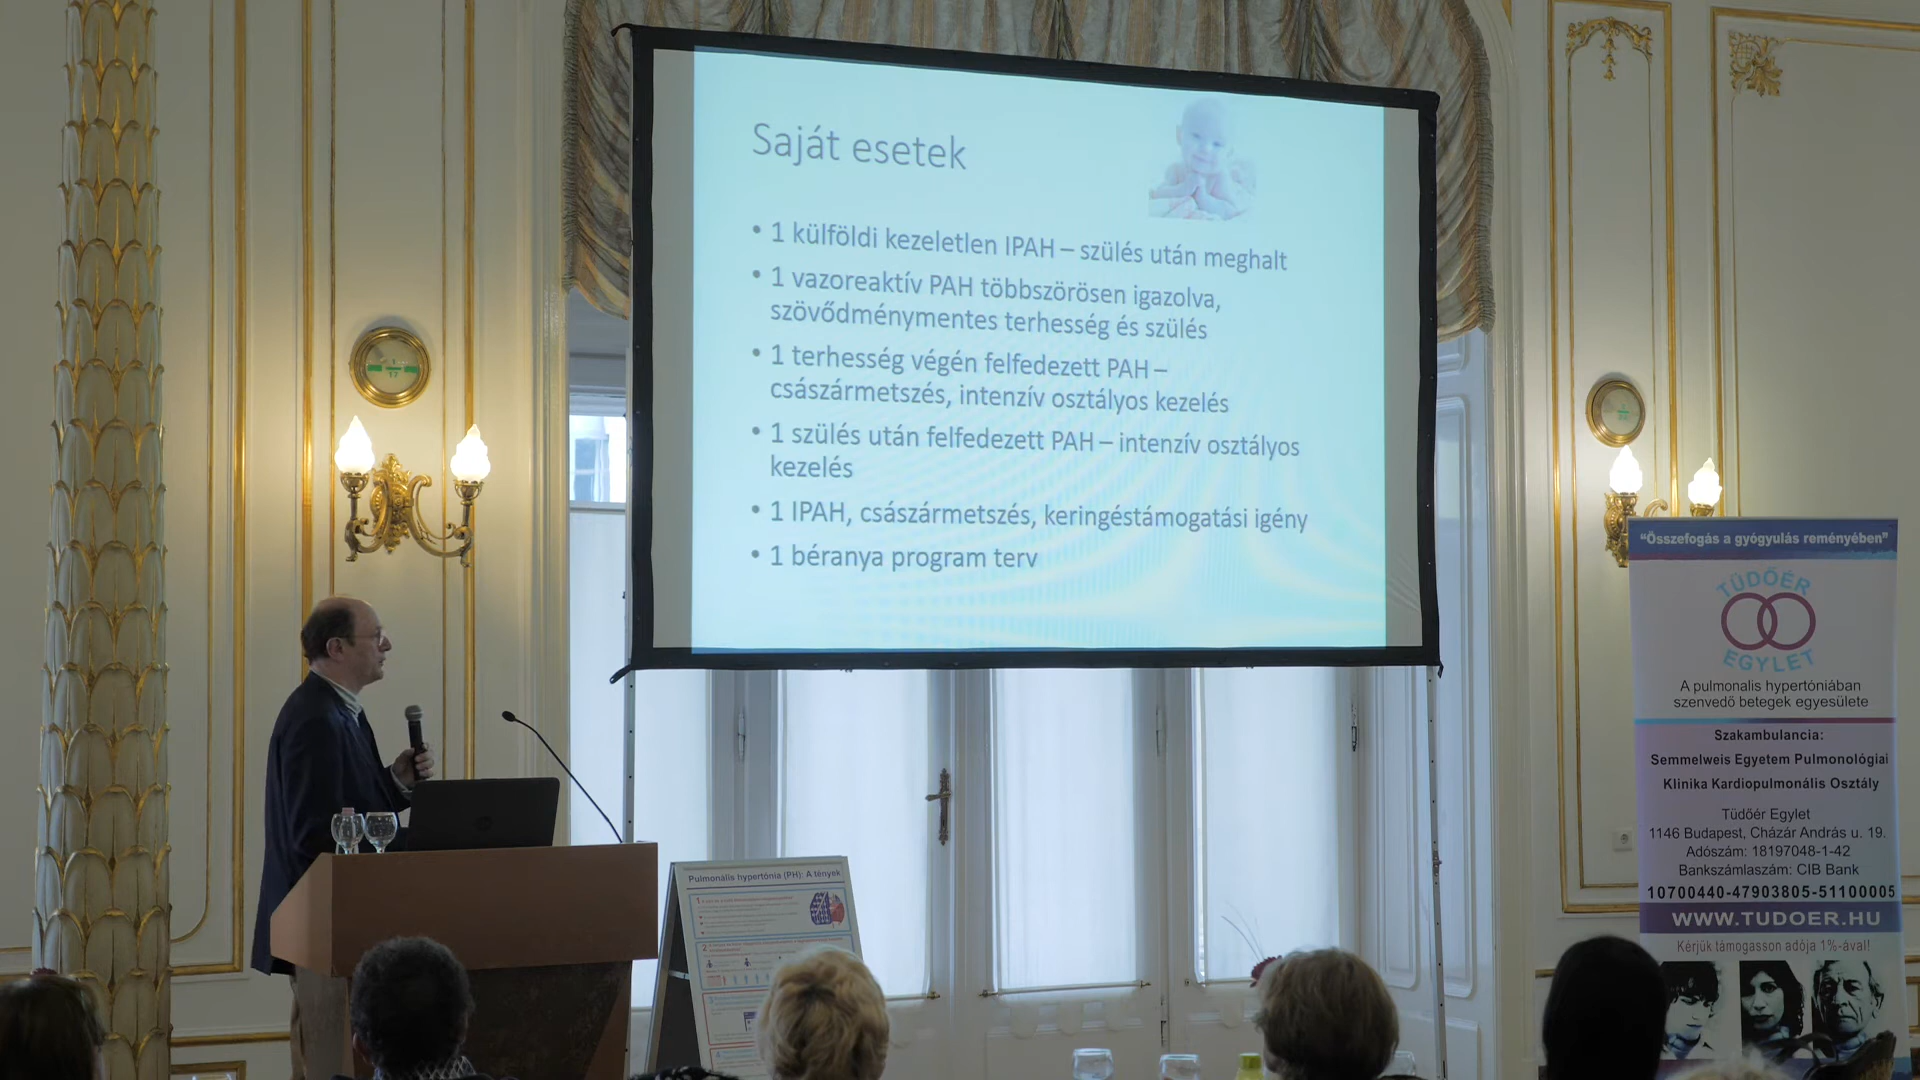 Saját esetek
• 1 külföldi kezeletlen IPAH – szülés után meghalt
• 1 vazoreaktív PAH többszörösen igazolva,
szövődménymentes terhesség és szülés
• 1 terhesség végén felfedezett PAH –
császármetszés, intenzív osztályos kezelés
• 1 szülés után felfedezett PAH – intenzív osztályos
kezelés
• 1 IPAH, császármetszés, keringéstámogatási igény
• 1 béranya program terv
"Összefogás a gyógyulás reményében"
TÜDŐÉR
EGYLET
A pulmonalis hypertóniában
szenvedő betegek egyesülete
Szakambulancia:
Semmelweis Egyetem Pulmonológiai
Klinika Kardiopulmonális Osztály
Tüdőér Egylet
1146 Budapest, Cházár András u. 19.
Adószám: 18197048-1-42
Bankszámlaszám: CIB Bank
10700440-47903805-51100005
WWW.TUDOER.HU
Kérjük támogasson adója 1%-ával!
Pulmonális hypertónia (PH): A tények
1
2
3